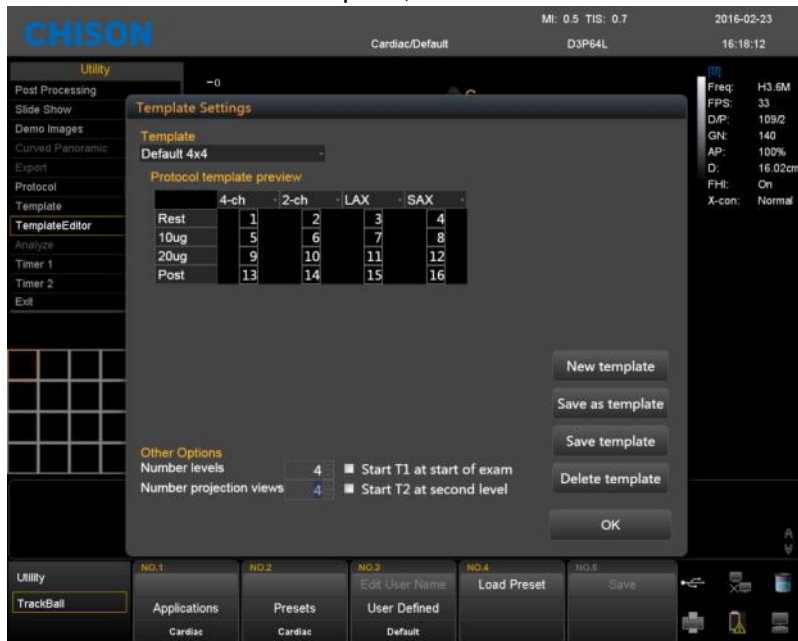 MI: 0.5 TIS: 0.7
2016-02-23
CHISON
Cardiac/Default
D3P64L
16:18:12
Utility
Post Processing
Slide Show
Demo Images
Curved Panoramic
Export
Protocol
Template
TemplateEditor
Analyze
Timer 1
Timer 2
Exit
0
Template Settings
Template
Default 4x4
Protocol template preview
4-ch 2-ch LAX SAX
Rest 1 2 3 4
10ug 5 6 7 8
20ug 9 10 11 12
Post 13 14 15 16
New template
Save as template
Save template
Delete template
OK
Other Options
Number levels 4 Start T1 at start of exam
Number projection views 4 Start T2 at second level
Freq: H3.6M
FPS: 33
D/P: 109/2
GN: 140
AP: 100%
D: 16.02cm
FHI: On
X-con: Normal
Utility
TrackBall
NO.1 NO.2 NO.3 NO.4 NO.5
Edit User Name Load Preset Save
Applications Presets User Defined
Cardiac Cardiac Default